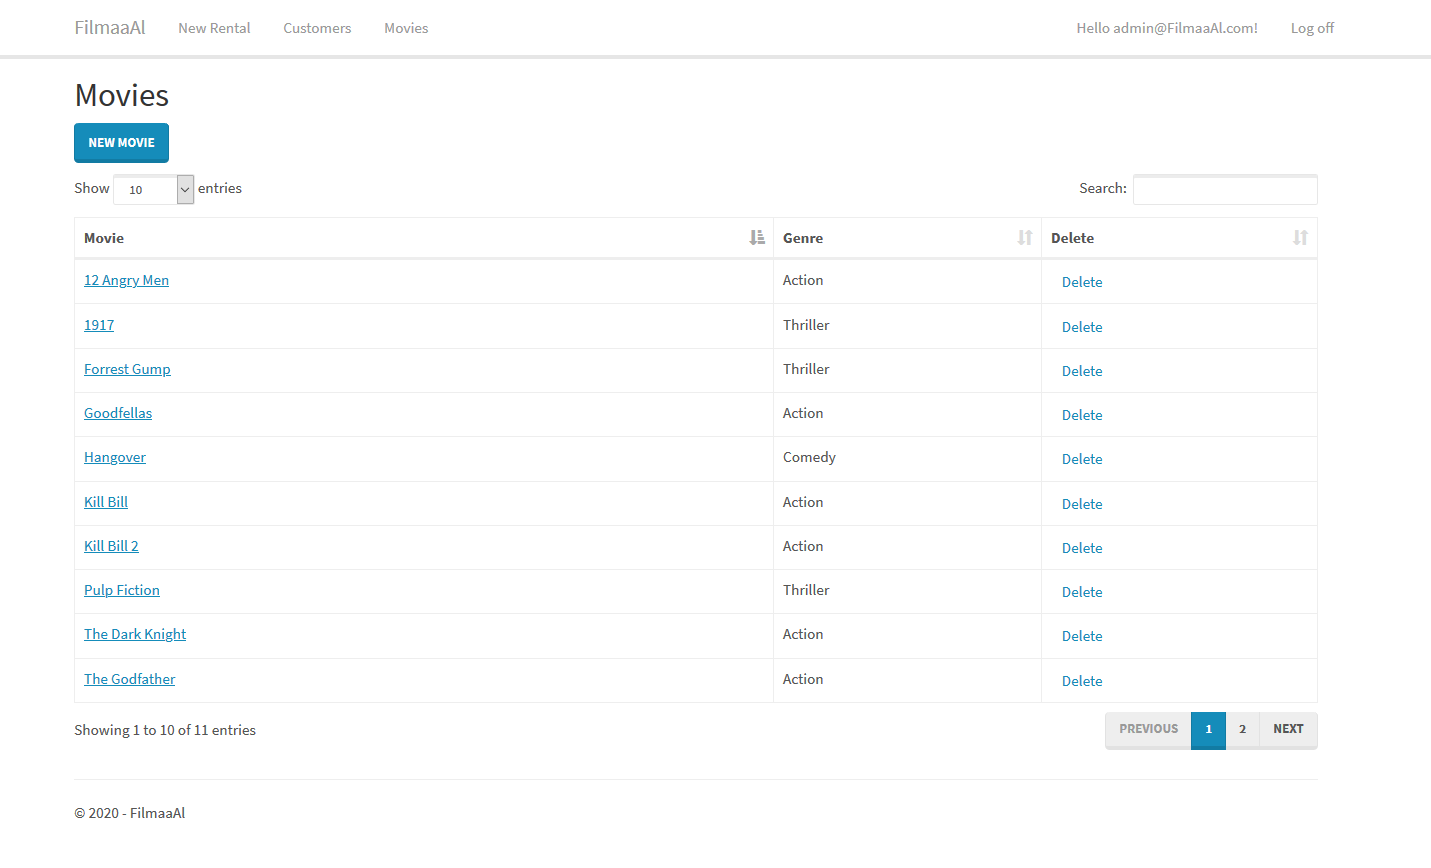 FilmaaAl New Rental Customers Movies Hello admin@FilmaaAl.com! Log off
Movies
NEW MOVIE
Show 10 entries Search:
Movie Genre Delete
12 Angry Men Action Delete
1917 Thriller Delete
Forrest Gump Thriller Delete
Goodfellas Action Delete
Hangover Comedy Delete
Kill Bill Action Delete
Kill Bill 2 Action Delete
Pulp Fiction Thriller Delete
The Dark Knight Action Delete
The Godfather Action Delete
Showing 1 to 10 of 11 entries PREVIOUS 1 2 NEXT
© 2020 - FilmaaAl